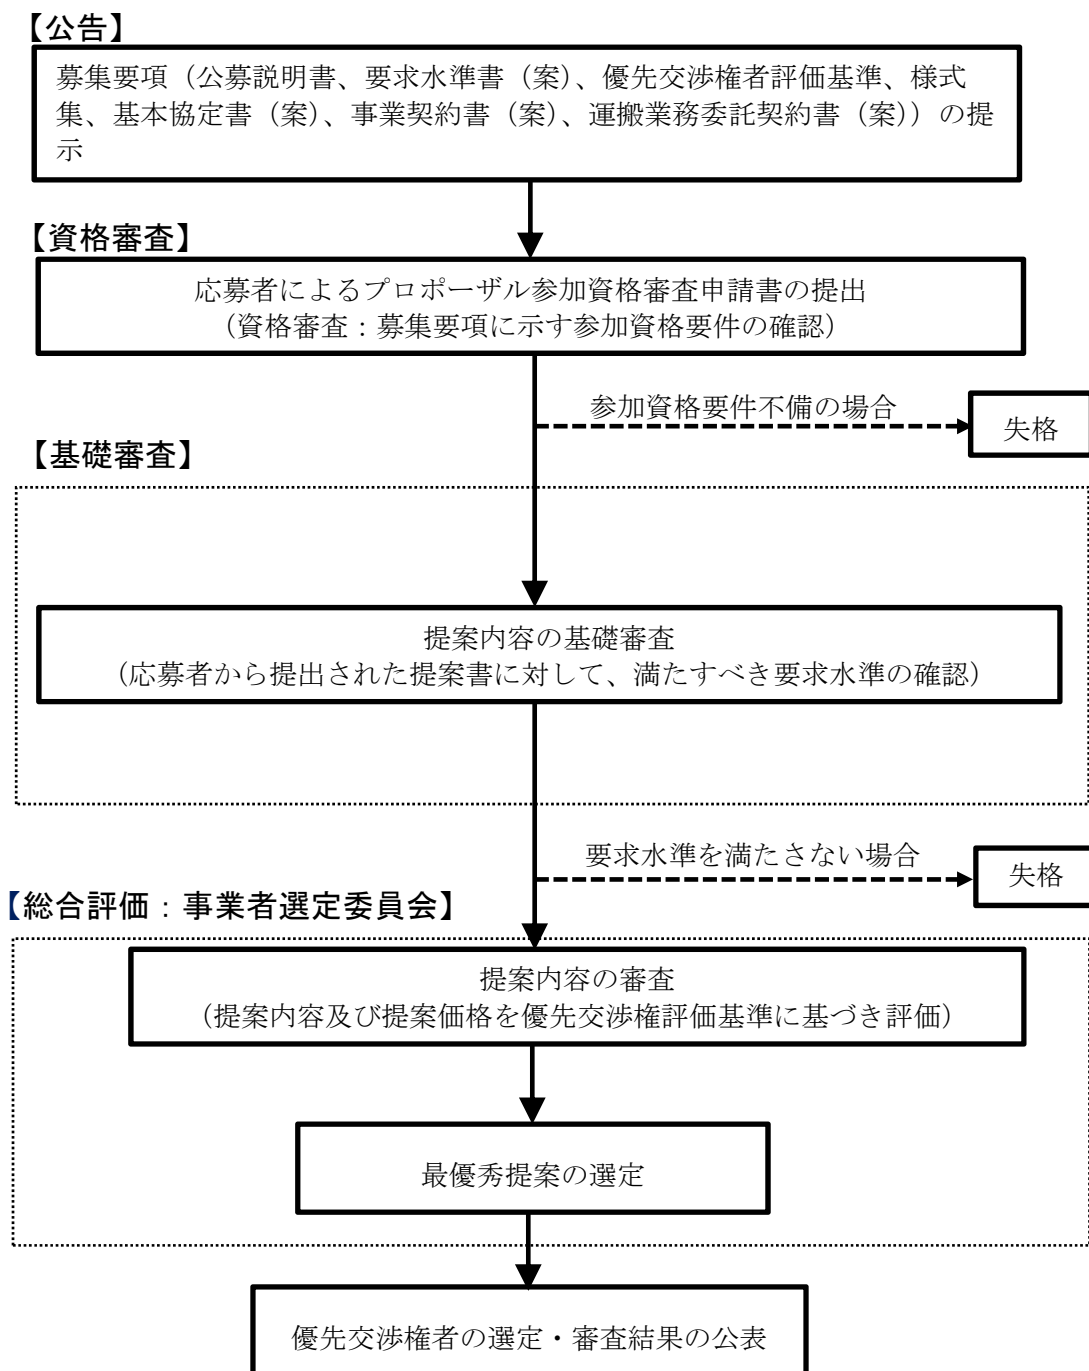 【公告】
募集要項（公募説明書、要求水準書（案）、優先交渉権者評価基準、様式
集、基本協定書（案）、事業契約書（案）、運搬業務委託契約書（案））の提
示
【資格審査】
応募者によるプロポーザル参加資格審査申請書の提出
（資格審査：募集要項に示す参加資格要件の確認）
参加資格要件不備の場合
失格
【基礎審査】
提案内容の基礎審査
（応募者から提出された提案書に対して、満たすべき要求水準の確認）
要求水準を満たさない場合
失格
【総合評価：事業者選定委員会】
提案内容の審査
（提案内容及び提案価格を優先交渉権評価基準に基づき評価）
最優秀提案の選定
優先交渉権者の選定・審査結果の公表